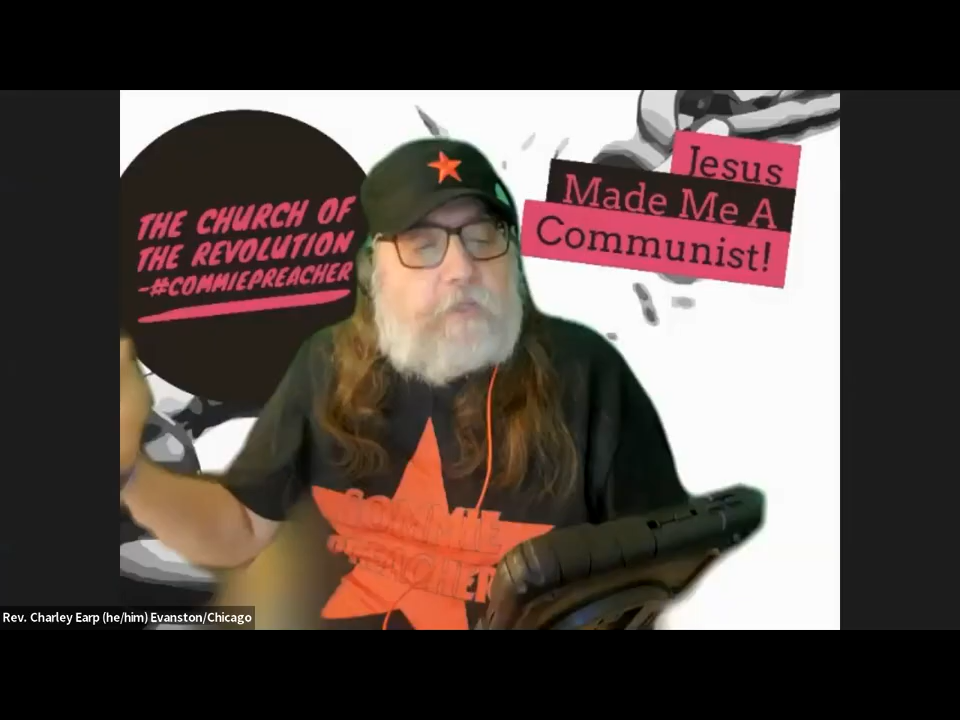 THE CHURCH OF
THE REVOLUTION
-#COMMIEPREACHER
Jesus
Made Me A
Communist!
COMMIE
PREACHER
Rev. Charley Earp (he/him) Evanston/Chicago